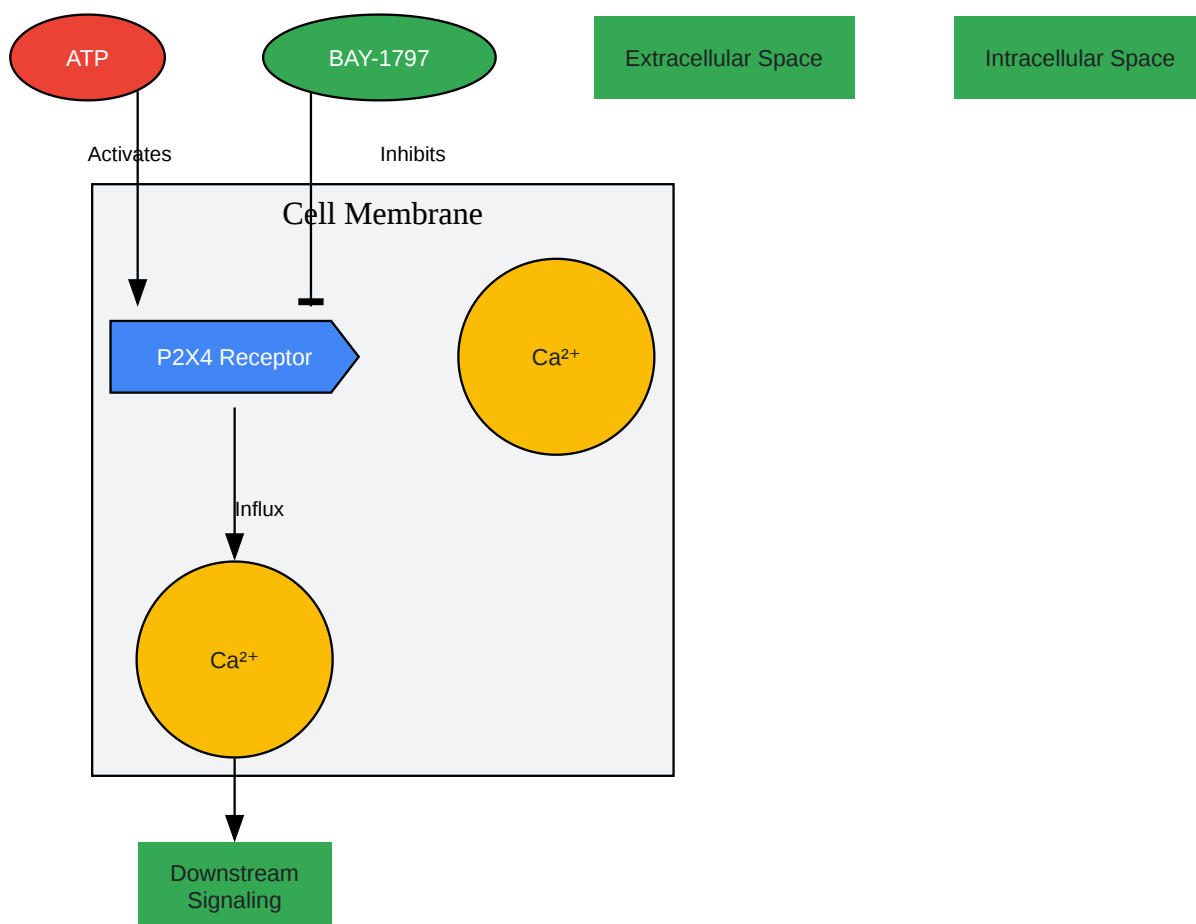 ATP
BAY-1797
Extracellular Space
Intracellular Space
Activates
Inhibits
Cell Membrane
P2X4 Receptor
Ca²⁺
Influx
Ca²⁺
Downstream
Signaling